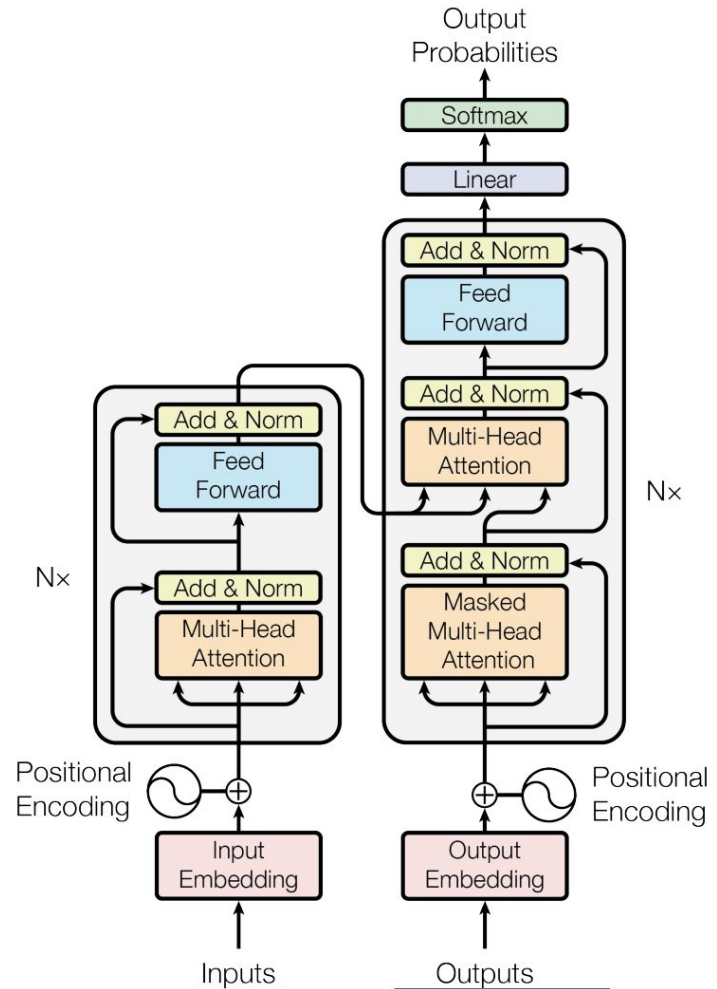 Output
Probabilities
Softmax
Linear
Add & Norm
Feed
Forward
Add & Norm
Multi-Head
Attention
Nx
Add & Norm
Masked
Multi-Head
Attention
Add & Norm
Feed
Forward
Nx
Add & Norm
Multi-Head
Attention
Positional
Encoding
Positional
Encoding
Input
Embedding
Output
Embedding
Inputs
Outputs